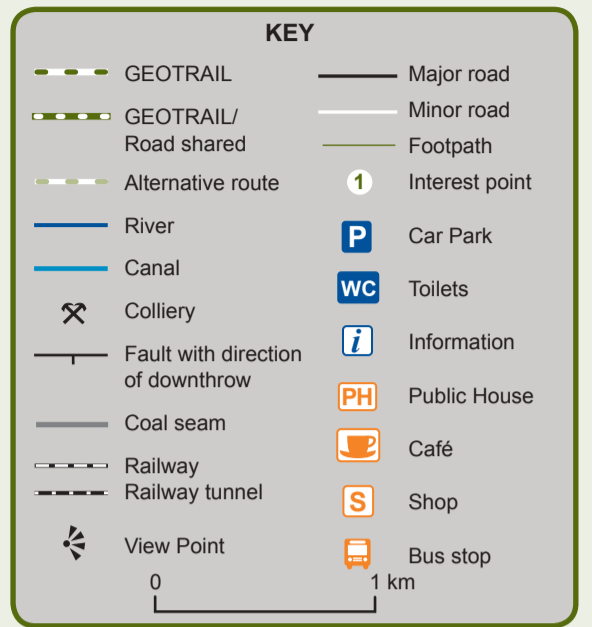 KEY
GEOTRAIL
GEOTRAIL/
Road shared
Alternative route
River
Canal
Colliery
Fault with direction
of downthrow
Coal seam
Railway
Railway tunnel
View Point
Major road
Minor road
Footpath
1 Interest point
P Car Park
WC Toilets
i Information
PH Public House
Café
S Shop
Bus stop
0 1 km